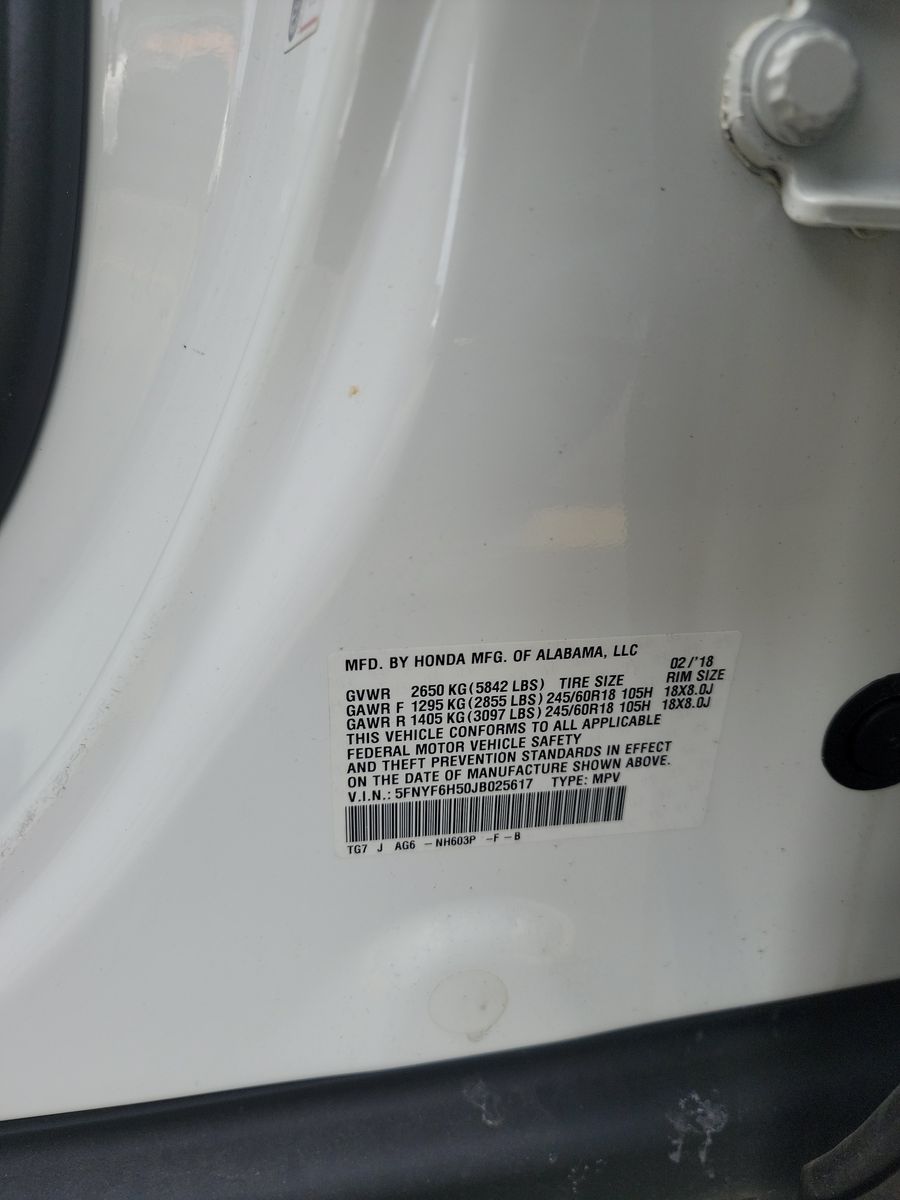 MFD. BY HONDA MFG. OF ALABAMA, LLC 02/'18
GVWR 2650 KG(5842 LBS) TIRE SIZE RIM SIZE
GAWR F 1295 KG(2855 LBS)245/60R18 105H 18X8.0J
GAWR R 1405 KG(3097 LBS)245/60R18 105H 18X8.0J
THIS VEHICLE CONFORMS TO ALL APPLICABLE
FEDERAL MOTOR VEHICLE SAFETY
AND THEFT PREVENTION STANDARDS IN EFFECT
ON THE DATE OF MANUFACTURE SHOWN ABOVE.
V.I.N.: 5FNYF6H50JB025617 TYPE: MPV
TG7 J AG6 -NH603P -F-B